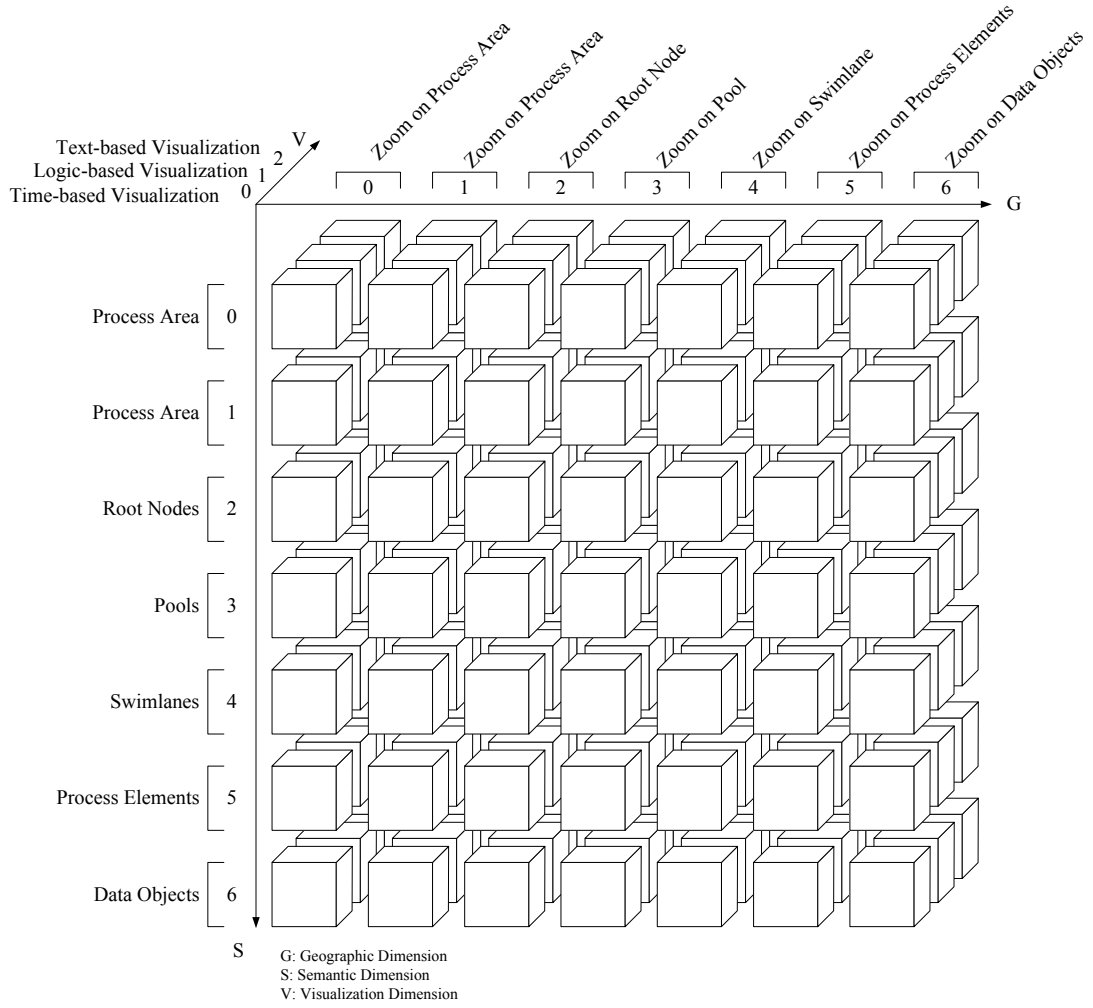 Zoom on Process Area
Zoom on Process Area
Zoom on Root Node
Zoom on Pool
Zoom on Swimlane
Zoom on Process Elements
Zoom on Data Objects
V
Text-based Visualization 2
Logic-based Visualization 1
Time-based Visualization 0
0 1 2 3 4 5 6
G
Process Area 0
Process Area 1
Root Nodes 2
Pools 3
Swimlanes 4
Process Elements 5
Data Objects 6
S
G: Geographic Dimension
S: Semantic Dimension
V: Visualization Dimension